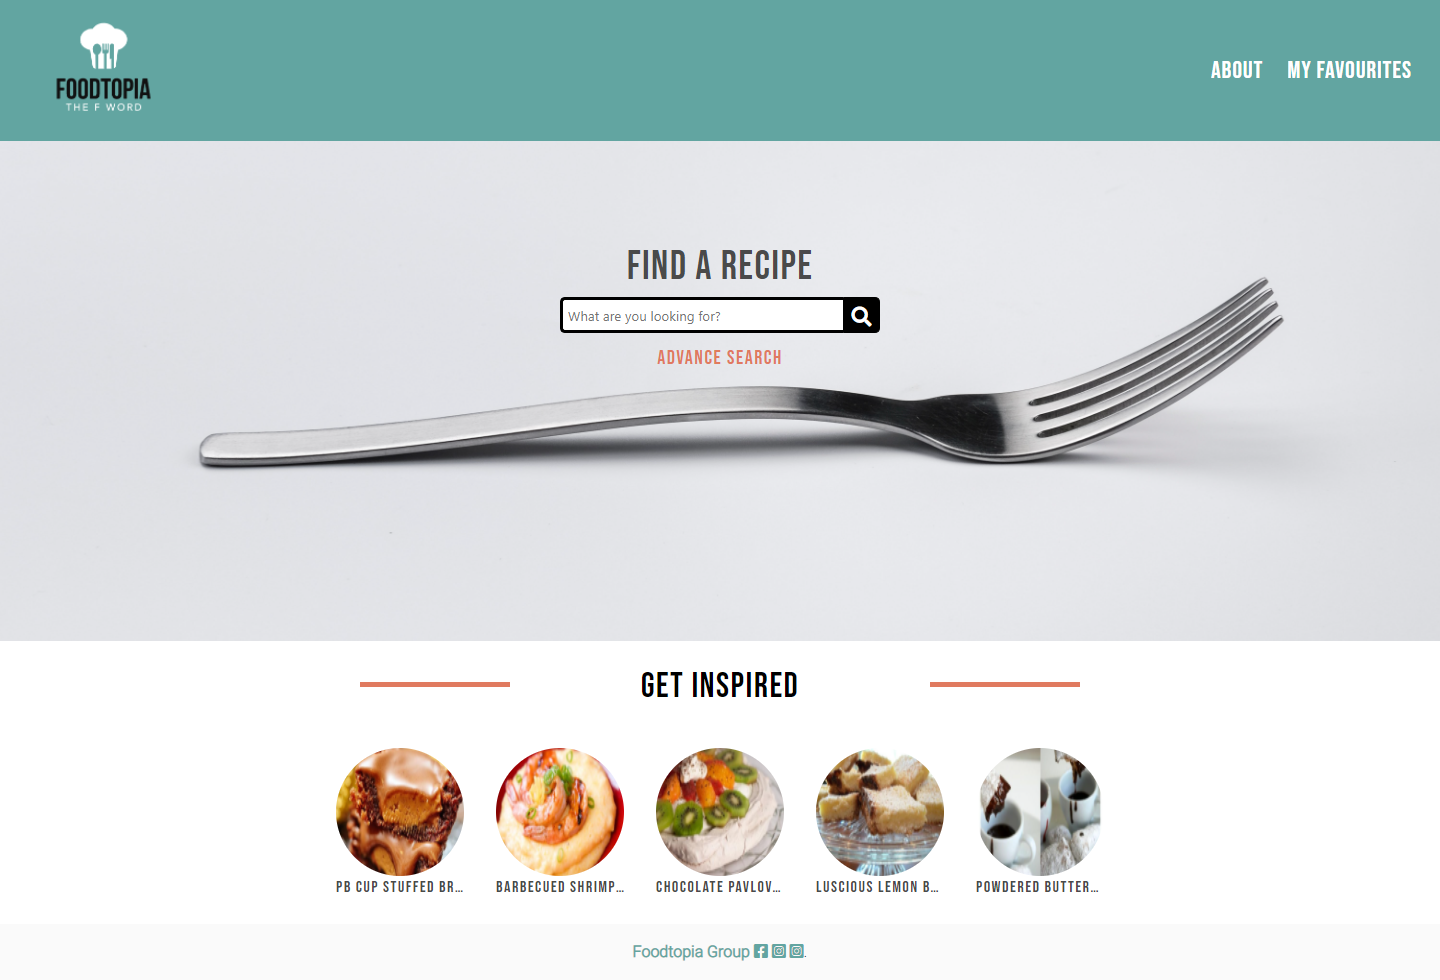 FOODTOPIA
THE F WORD
ABOUT MY FAVOURITES
FIND A RECIPE
What are you looking for?
ADVANCE SEARCH
GET INSPIRED
PB CUP STUFFED BR...
BARBECUED SHRIMP...
CHOCOLATE PAVLOV...
LUSCIOUS LEMON B...
POWDERED BUTTER...
Foodtopia Group .